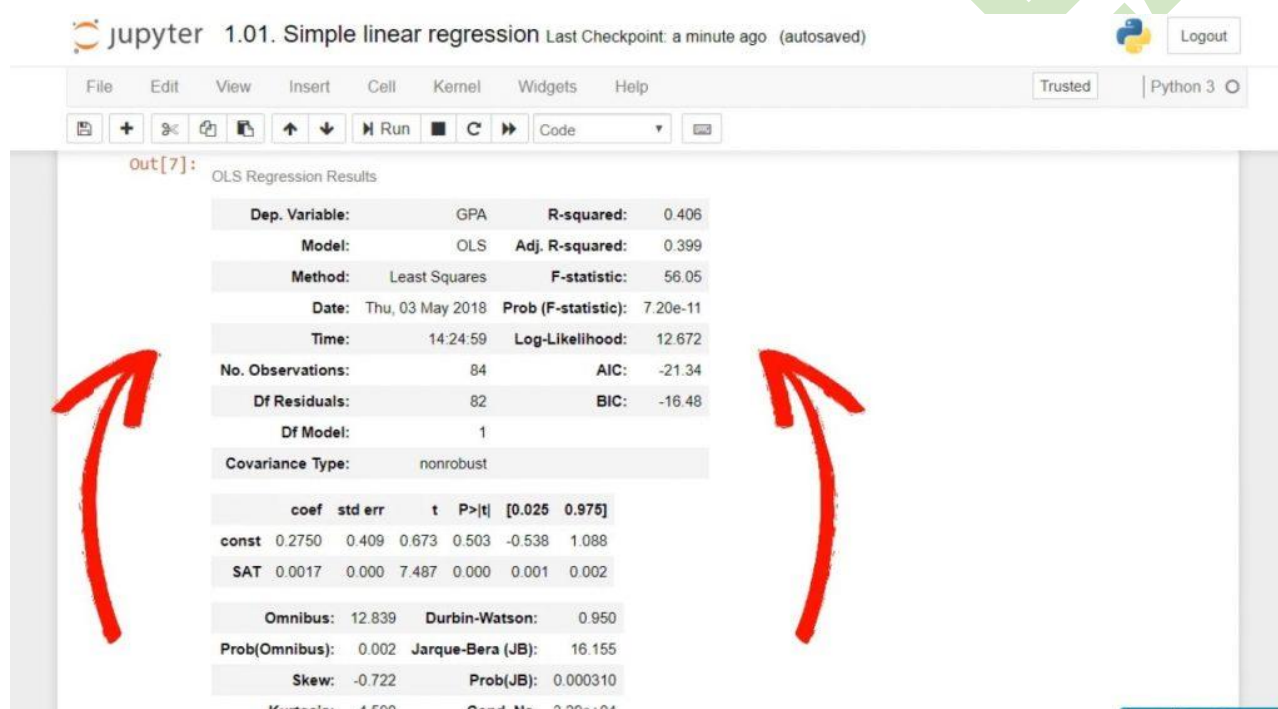 jupyter 1.01. Simple linear regression Last Checkpoint: a minute ago (autosaved) Logout
File Edit View Insert Cell Kernel Widgets Help Trusted Python 3
Run Code
Out[7]:
OLS Regression Results
Dep. Variable: GPA R-squared: 0.406
Model: OLS Adj. R-squared: 0.399
Method: Least Squares F-statistic: 56.05
Date: Thu, 03 May 2018 Prob (F-statistic): 7.20e-11
Time: 14:24:59 Log-Likelihood: 12.672
No. Observations: 84 AIC: -21.34
Df Residuals: 82 BIC: -16.48
Df Model: 1
Covariance Type: nonrobust
coef std err t P>|t| [0.025 0.975]
const 0.2750 0.409 0.673 0.503 -0.538 1.088
SAT 0.0017 0.000 7.487 0.000 0.001 0.002
Omnibus: 12.839 Durbin-Watson: 0.950
Prob(Omnibus): 0.002 Jarque-Bera (JB): 16.155
Skew: -0.722 Prob(JB): 0.000310